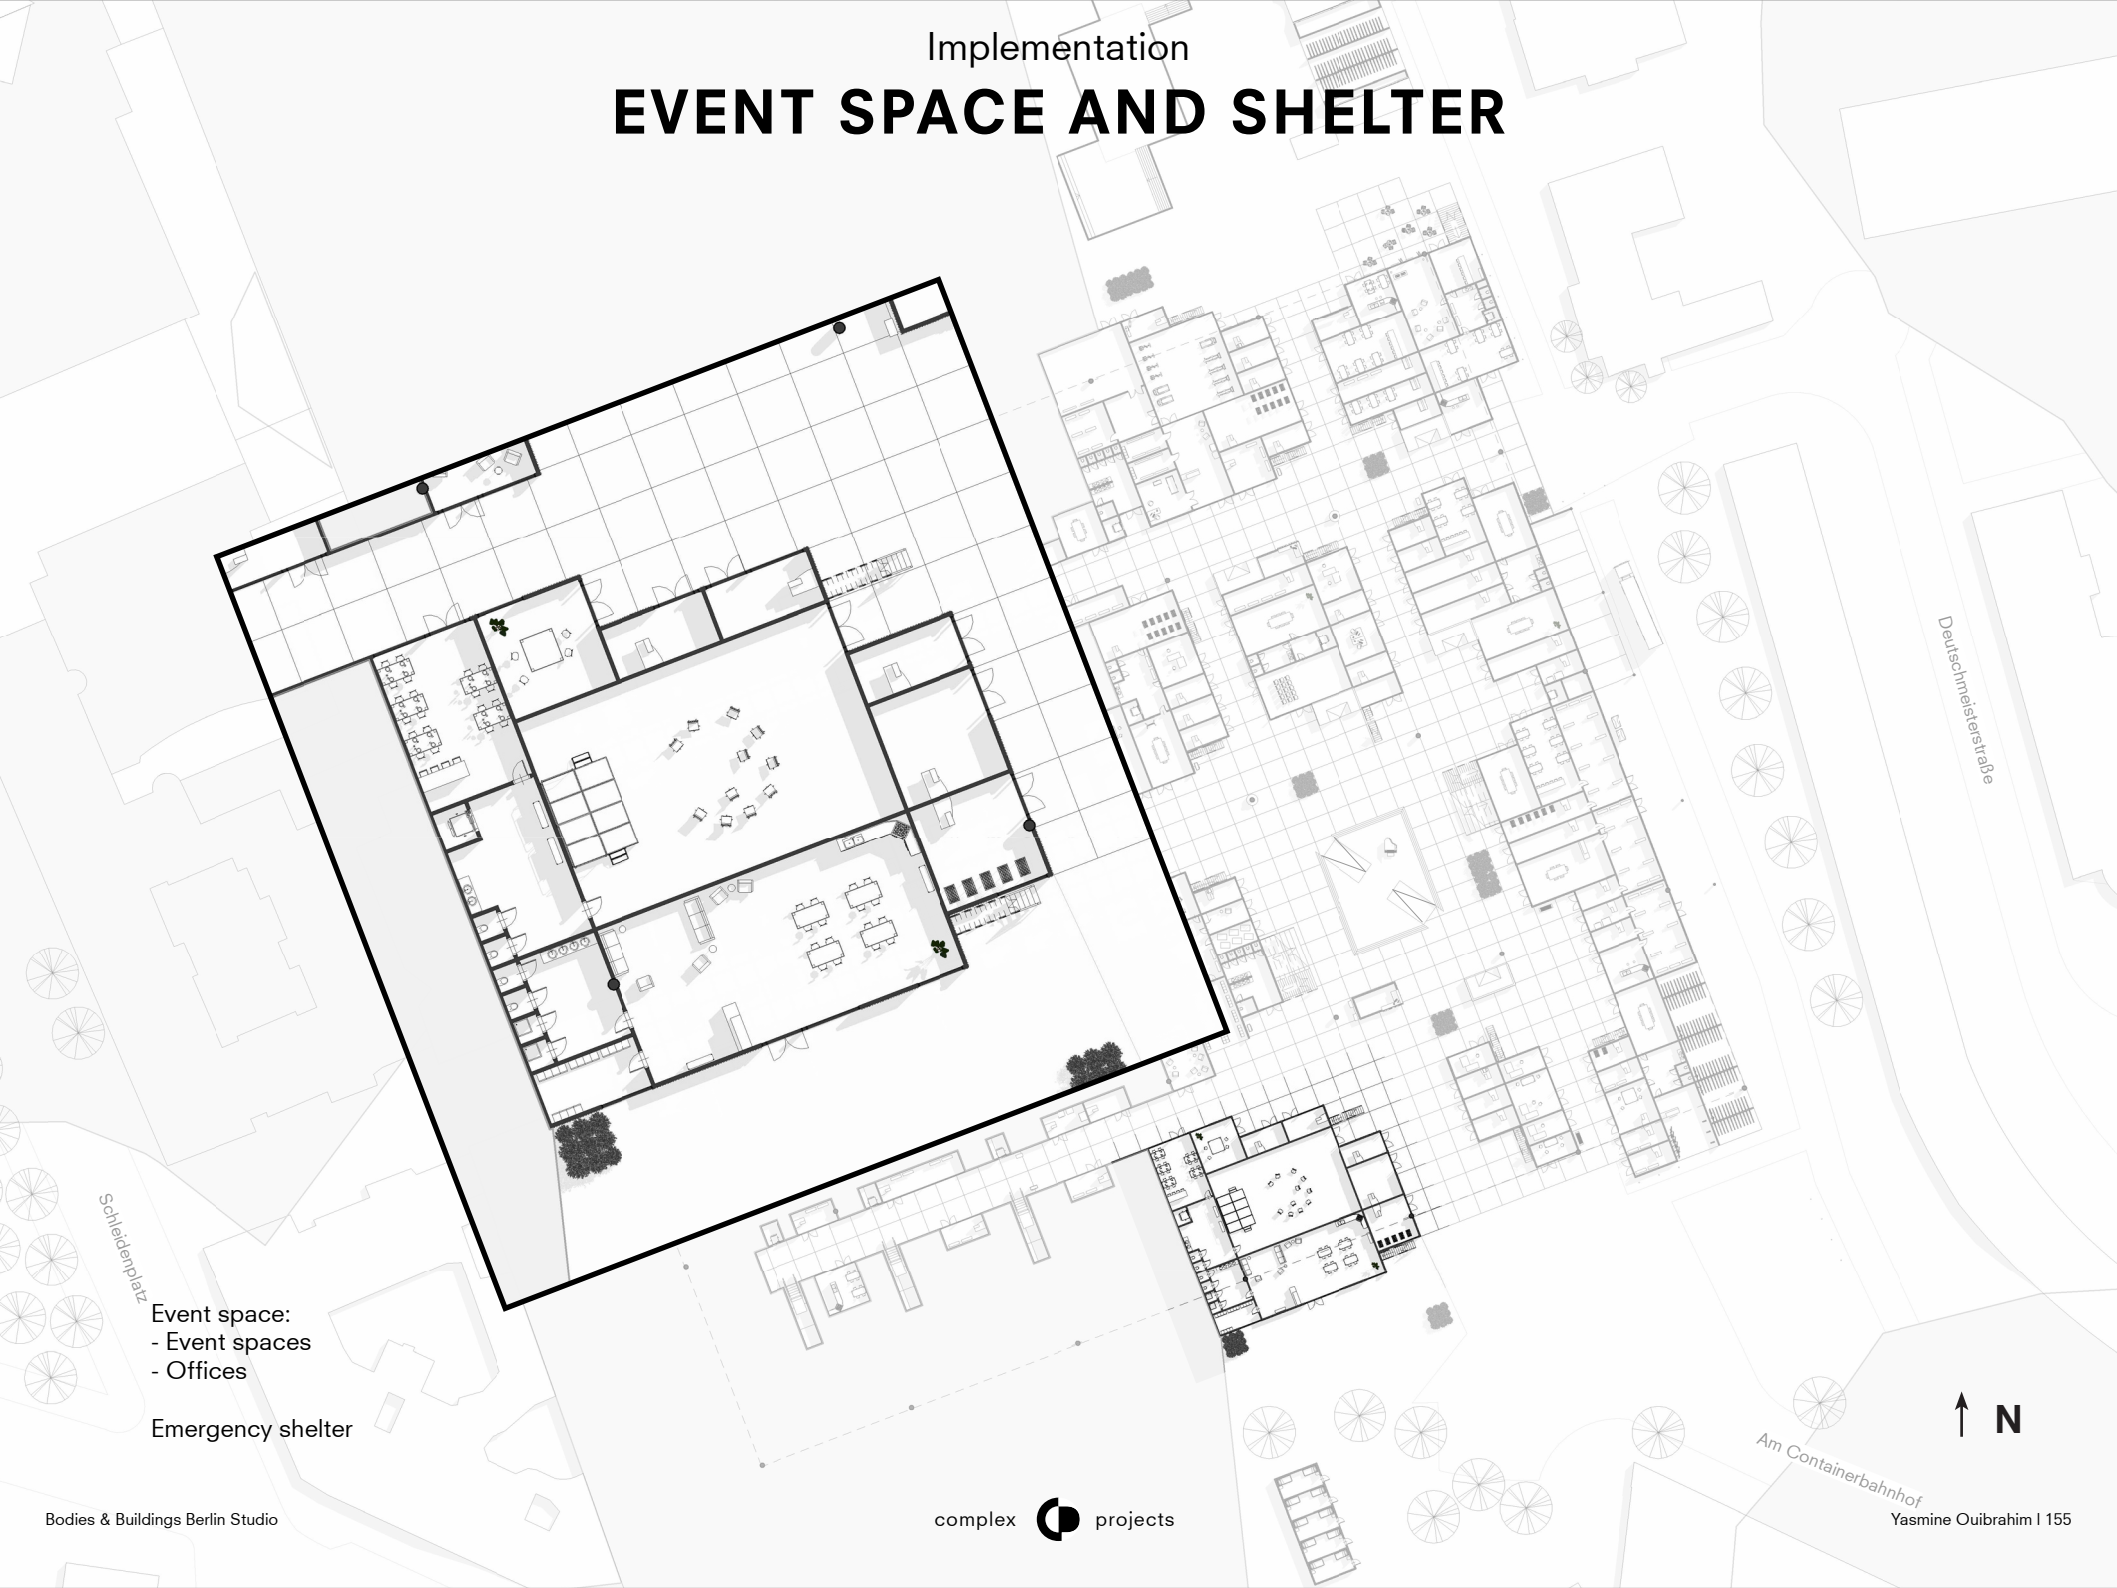 Implementation
EVENT SPACE AND SHELTER
Deutschmeisterstraße
Schleidenplatz
Event space:
- Event spaces
- Offices
Emergency shelter
N
Am Containerbahnhof
Bodies & Buildings Berlin Studio
complex projects
Yasmine Ouibrahim | 155